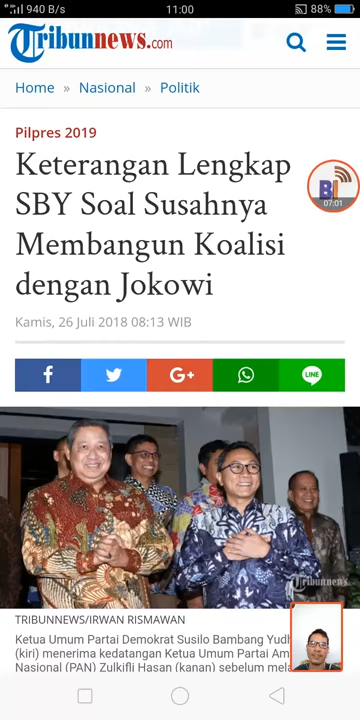 940 B/s 11:00 88%
Tribunnews.com
Home » Nasional » Politik
Pilpres 2019
Keterangan Lengkap
SBY Soal Susahnya
Membangun Koalisi
dengan Jokowi
BI
07:01
Kamis, 26 Juli 2018 08:13 WIB
f G+ LINE
Tribunnews.com
TRIBUNNEWS/IRWAN RISMAWAN
Ketua Umum Partai Demokrat Susilo Bambang Yudh
(kiri) menerima kedatangan Ketua Umum Partai Am
Nasional (PAN) Zulkifli Hasan (kanan) sebelum mela